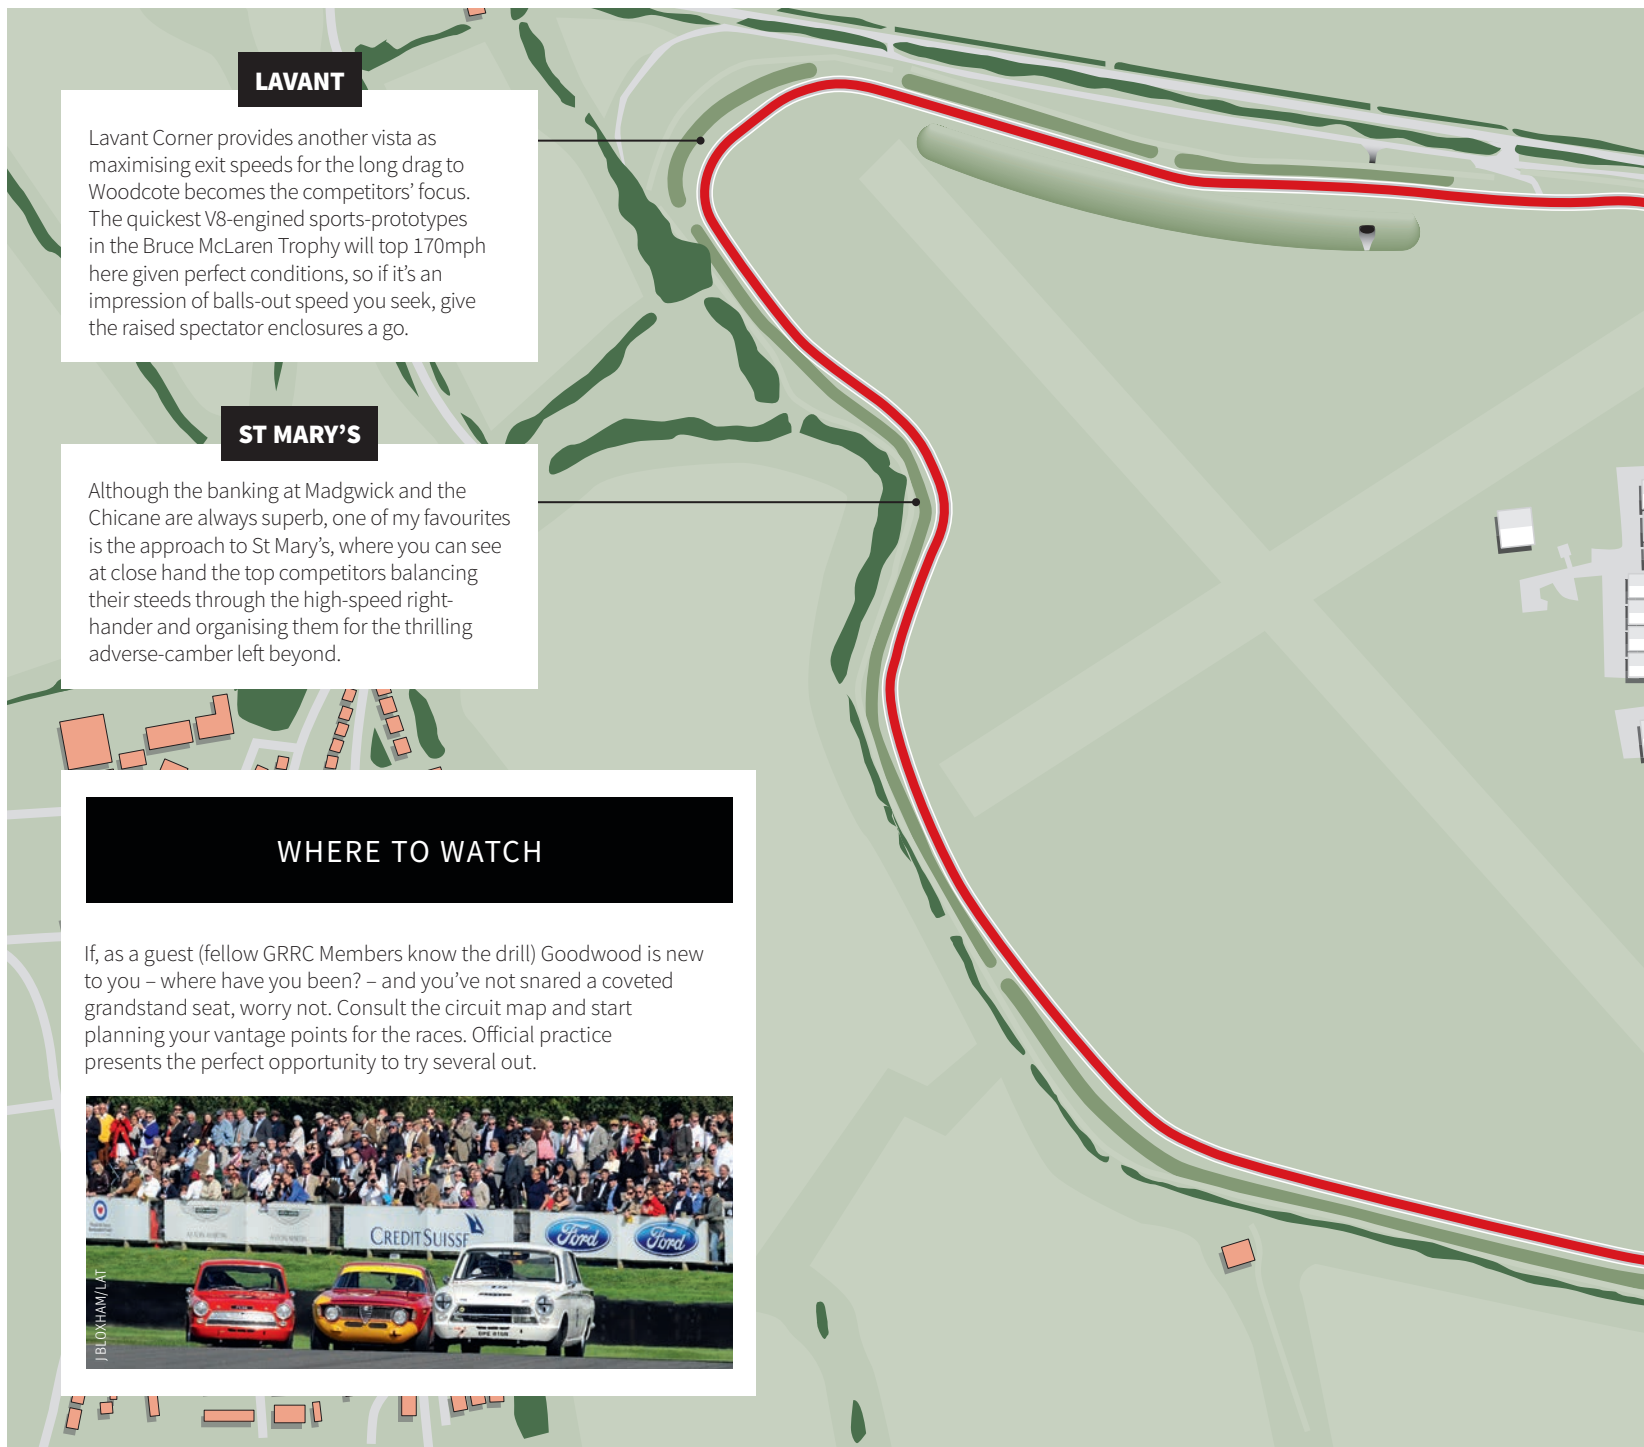 LAVANT
Lavant Corner provides another vista as
maximising exit speeds for the long drag to
Woodcote becomes the competitors’ focus.
The quickest V8-engined sports-prototypes
in the Bruce McLaren Trophy will top 170mph
here given perfect conditions, so if it’s an
impression of balls-out speed you seek, give
the raised spectator enclosures a go.
ST MARY’S
Although the banking at Madgwick and the
Chicane are always superb, one of my favourites
is the approach to St Mary’s, where you can see
at close hand the top competitors balancing
their steeds through the high-speed right-
hander and organising them for the thrilling
adverse-camber left beyond.
WHERE TO WATCH
If, as a guest (fellow GRRC Members know the drill) Goodwood is new
to you – where have you been? – and you’ve not snared a coveted
grandstand seat, worry not. Consult the circuit map and start
planning your vantage points for the races. Official practice
presents the perfect opportunity to try several out.
CREDIT SUISSE
Ford
Ford
J BLOXHAM/LAT